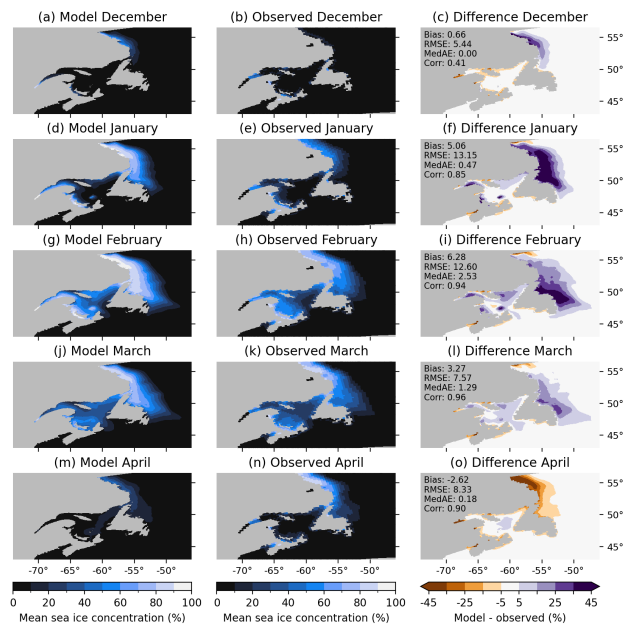 (a) Model December
(b) Observed December
(c) Difference December
Bias: 0.66
RMSE: 5.44
MedAE: 0.00
Corr: 0.41
55°
50°
45°
(d) Model January
(e) Observed January
(f) Difference January
Bias: 5.06
RMSE: 13.15
MedAE: 0.47
Corr: 0.85
55°
50°
45°
(g) Model February
(h) Observed February
(i) Difference February
Bias: 6.28
RMSE: 12.60
MedAE: 2.53
Corr: 0.94
55°
50°
45°
(j) Model March
(k) Observed March
(l) Difference March
Bias: 3.27
RMSE: 7.57
MedAE: 1.29
Corr: 0.96
55°
50°
45°
(m) Model April
(n) Observed April
(o) Difference April
Bias: -2.62
RMSE: 8.33
MedAE: 0.18
Corr: 0.90
55°
50°
45°
-70° -65° -60° -55° -50°
-70° -65° -60° -55° -50°
-70° -65° -60° -55° -50°
0 20 40 60 80 100
Mean sea ice concentration (%)
0 20 40 60 80 100
Mean sea ice concentration (%)
-45 -25 -5 5 25 45
Model - observed (%)